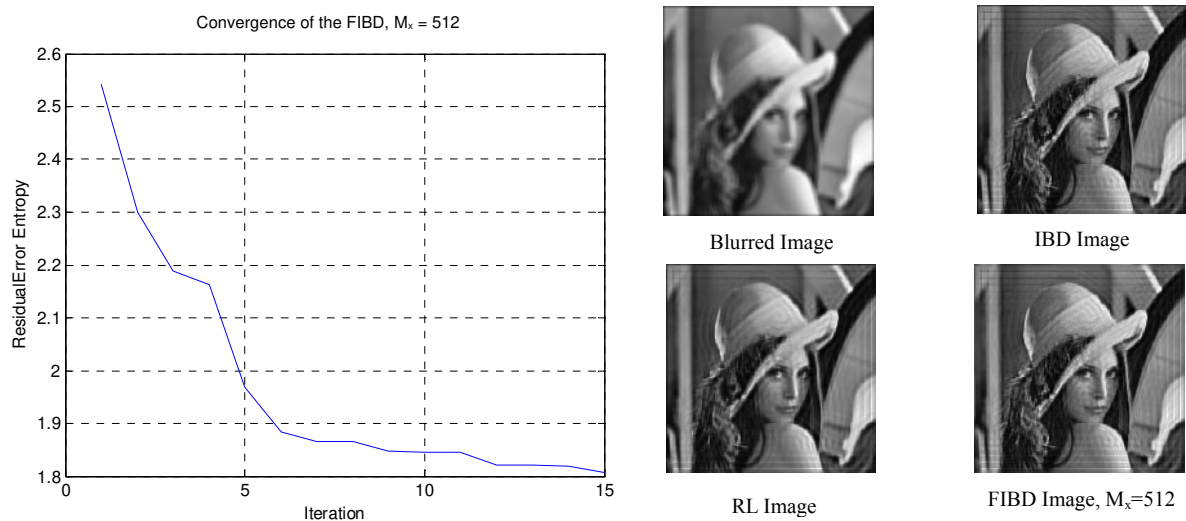 Convergence of the FIBD, Mx = 512
2.6
2.5
2.4
2.3
2.2
2.1
2
1.9
1.8
0
5
10
15
ResidualError Entropy
Iteration
Blurred Image
IBD Image
RL Image
FIBD Image, Mx=512